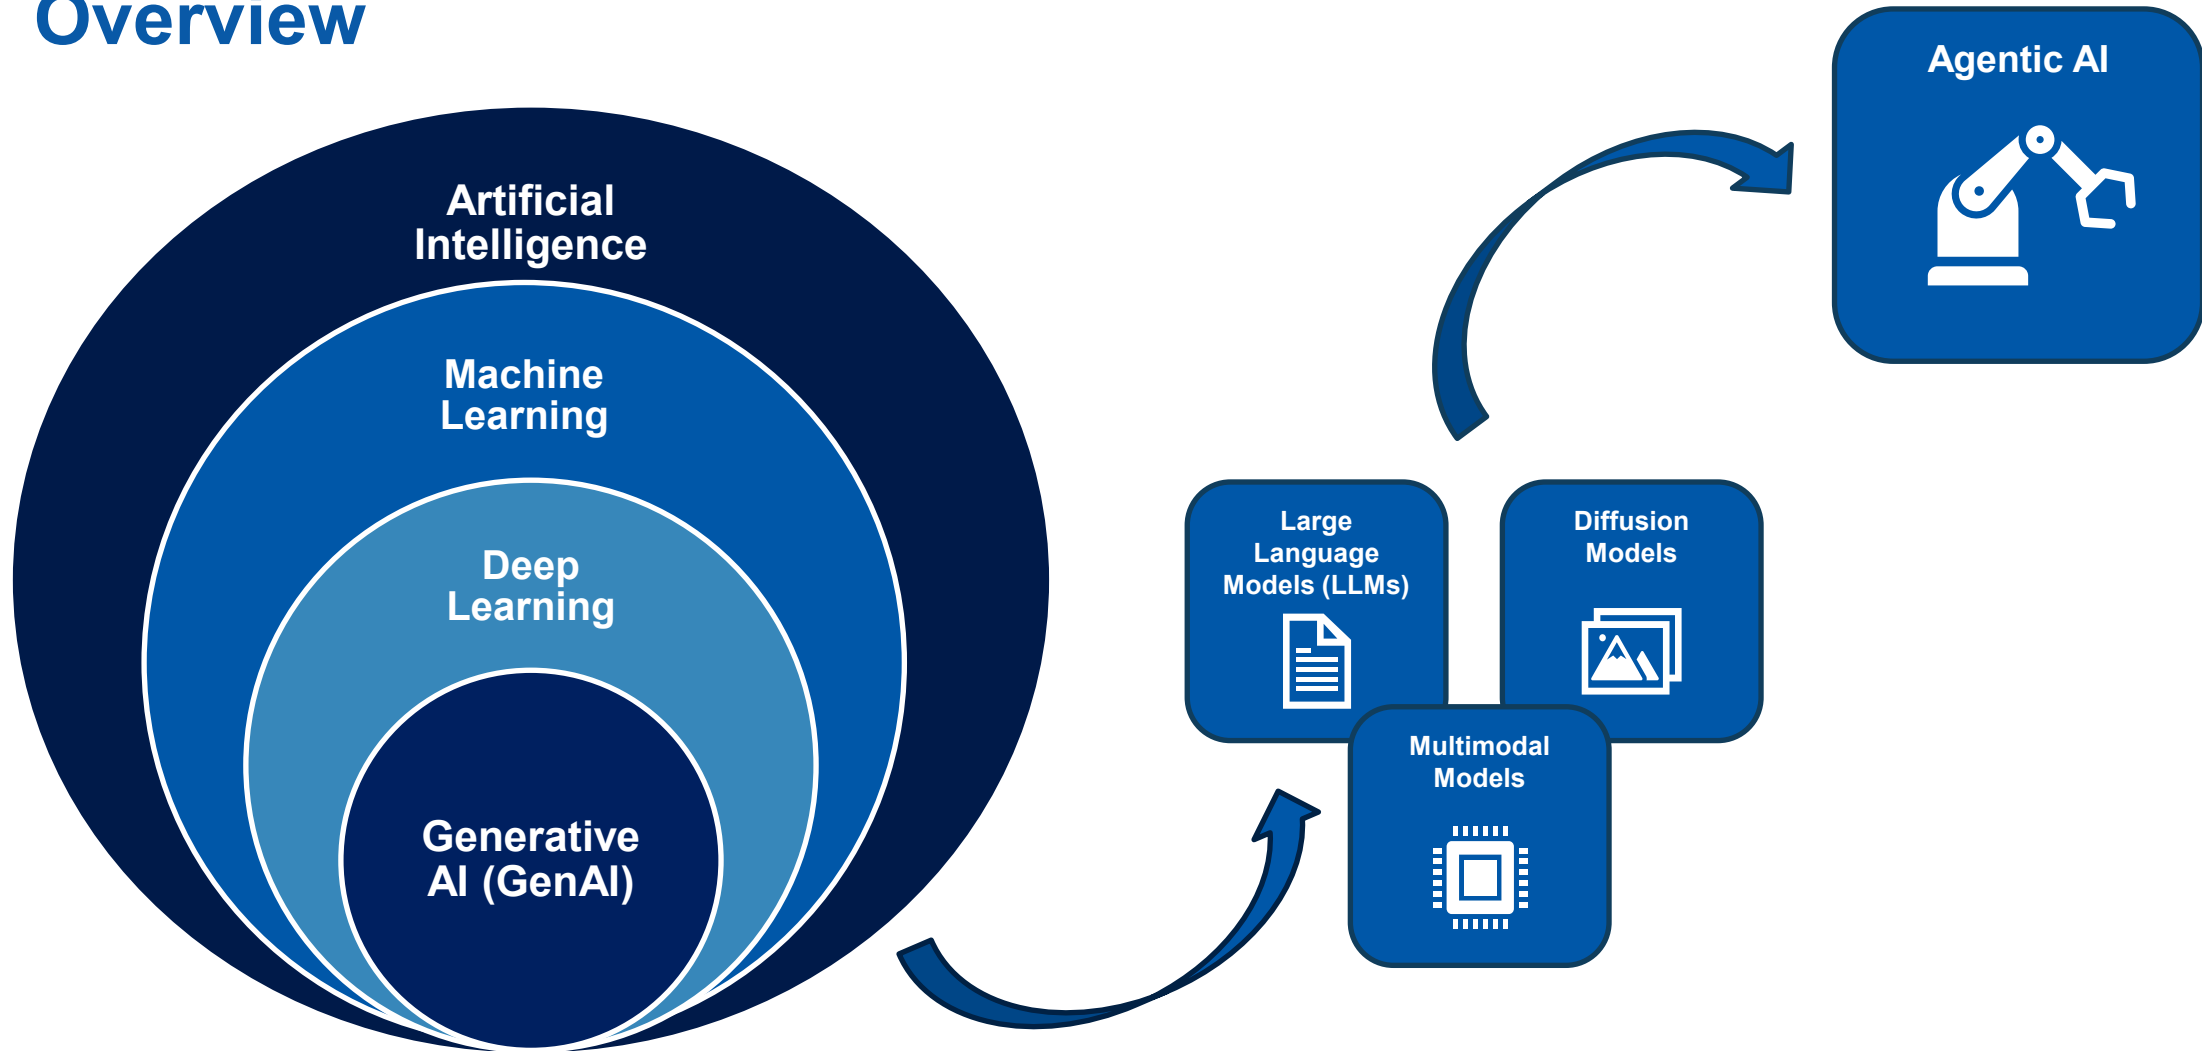 Overview
Artificial
Intelligence
Machine
Learning
Deep
Learning
Generative
AI (GenAI)
Large
Language
Models (LLMs)
Diffusion
Models
Multimodal
Models
Agentic AI